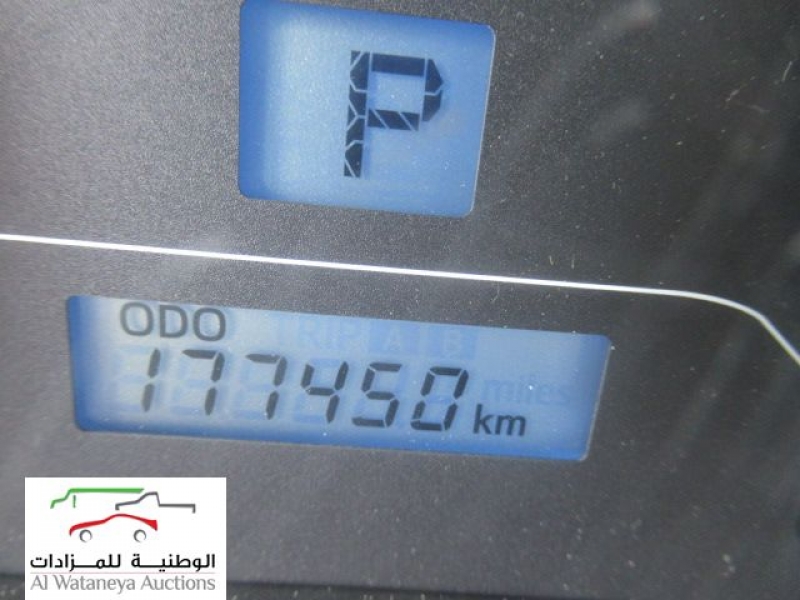 P
ODO TRIP A B
177450 miles
km
الوطنية للمزادات
Al Wataneya Auctions